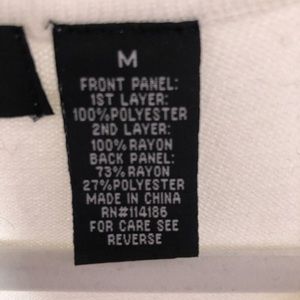 M
FRONT PANEL:
1ST LAYER:
100%POLYESTER
2ND LAYER:
100%RAYON
BACK PANEL:
73%RAYON
27%POLYESTER
MADE IN CHINA
RN#114186
FOR CARE SEE
REVERSE